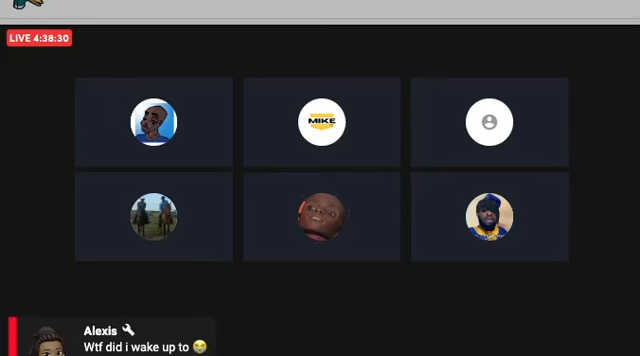 LIVE 4:38:30
MIKE
Alexis 🔧
Wtf did i wake up to 😭